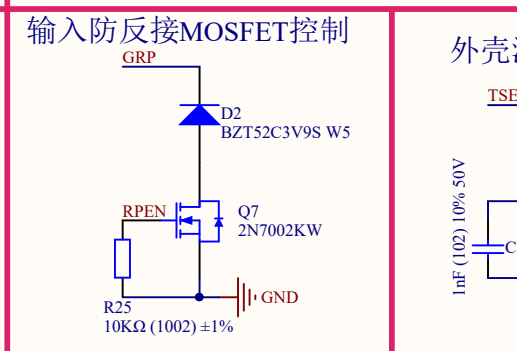 输入防反接MOSFET控制
GRP
D2
BZT52C3V9S W5
RPEN
Q7
2N7002KW
R25
10KΩ (1002) ±1%
GND
外壳
TSE
1nF (102) 10% 50V
C